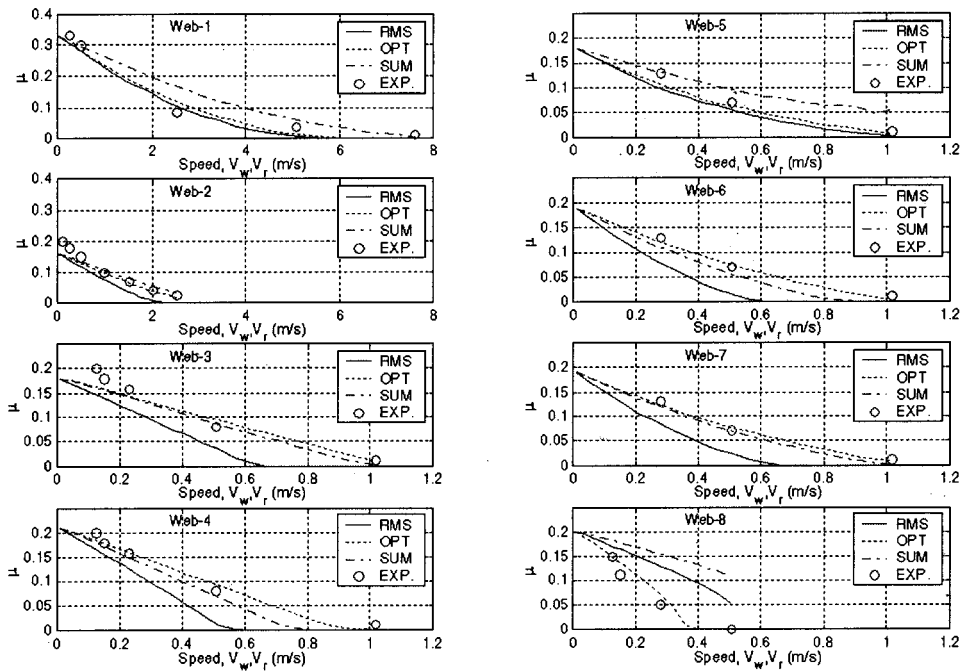 Web-1
0.4
0.3
0.2
0.1
0
μ
0 2 4 6 8
Speed, V_w,V_r (m/s)
RMS
OPT
SUM
EXP.
Web-2
0.4
0.3
0.2
0.1
0
μ
0 2 4 6 8
Speed, V_w,V_r (m/s)
RMS
OPT
SUM
EXP.
Web-3
0.2
0.15
0.1
0.05
0
μ
0 0.2 0.4 0.6 0.8 1 1.2
Speed, V_w,V_r (m/s)
RMS
OPT
SUM
EXP.
Web-4
0.2
0.15
0.1
0.05
0
μ
0 0.2 0.4 0.6 0.8 1 1.2
Speed, V_w,V_r (m/s)
RMS
OPT
SUM
EXP.
Web-5
0.2
0.15
0.1
0.05
0
μ
0 0.2 0.4 0.6 0.8 1 1.2
Speed, V_w,V_r (m/s)
RMS
OPT
SUM
EXP.
Web-6
0.2
0.15
0.1
0.05
0
μ
0 0.2 0.4 0.6 0.8 1 1.2
Speed, V_w,V_r (m/s)
RMS
OPT
SUM
EXP.
Web-7
0.2
0.15
0.1
0.05
0
μ
0 0.2 0.4 0.6 0.8 1 1.2
Speed, V_w,V_r (m/s)
RMS
OPT
SUM
EXP.
Web-8
0.2
0.15
0.1
0.05
0
μ
0 0.2 0.4 0.6 0.8 1 1.2
Speed, V_w,V_r (m/s)
RMS
OPT
SUM
EXP.